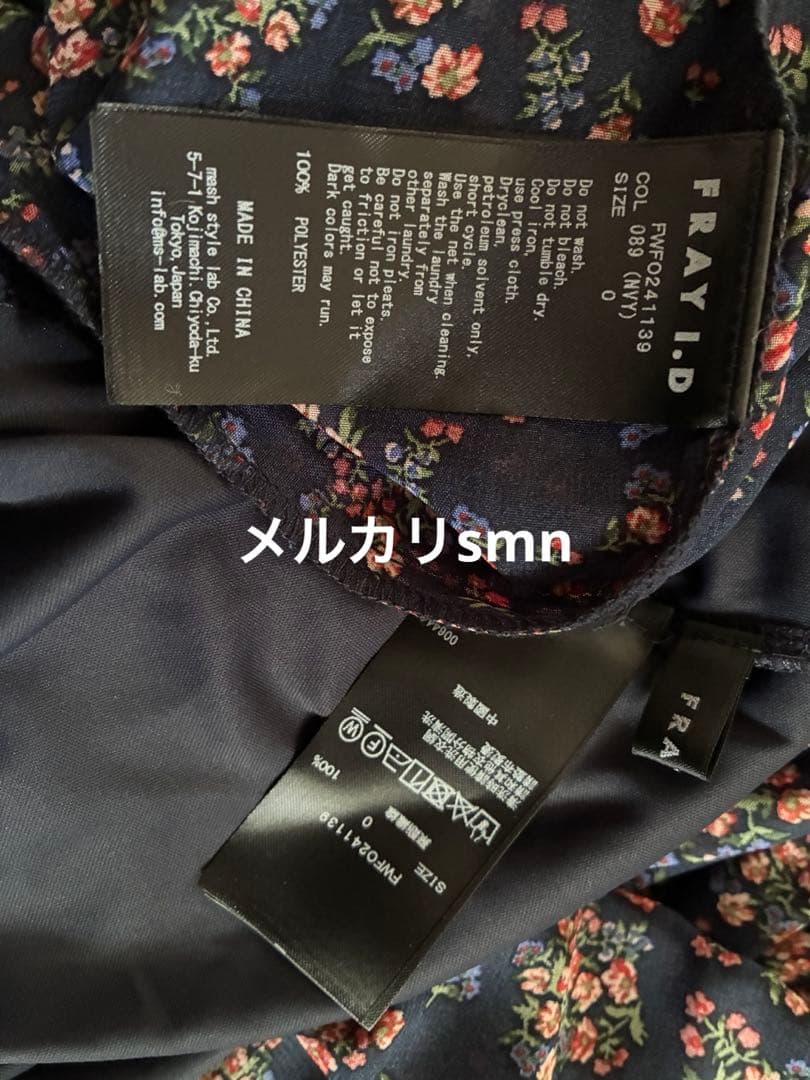 FRAY I.D
FWFO241139
COL 089 (NVY)
SIZE 0
Do not wash.
Do not bleach.
Do not tumble dry.
Cool iron,
use press cloth.
Dryclean,
petroleum solvent only,
short cycle.
Use the net when cleaning.
Wash the laundry
separately from
other laundry.
Do not iron pleats.
Be careful not to expose
to friction or let it
get caught.
Dark colors may run.
100% POLYESTER
MADE IN CHINA
mash style lab Co., Ltd.
5-7-1 Kojimachi, Chiyoda-ku
Tokyo, Japan
info@ms-lab.com
メルカリsmn
FRA
SIZE 0
FWFO241139
100%
中國製造